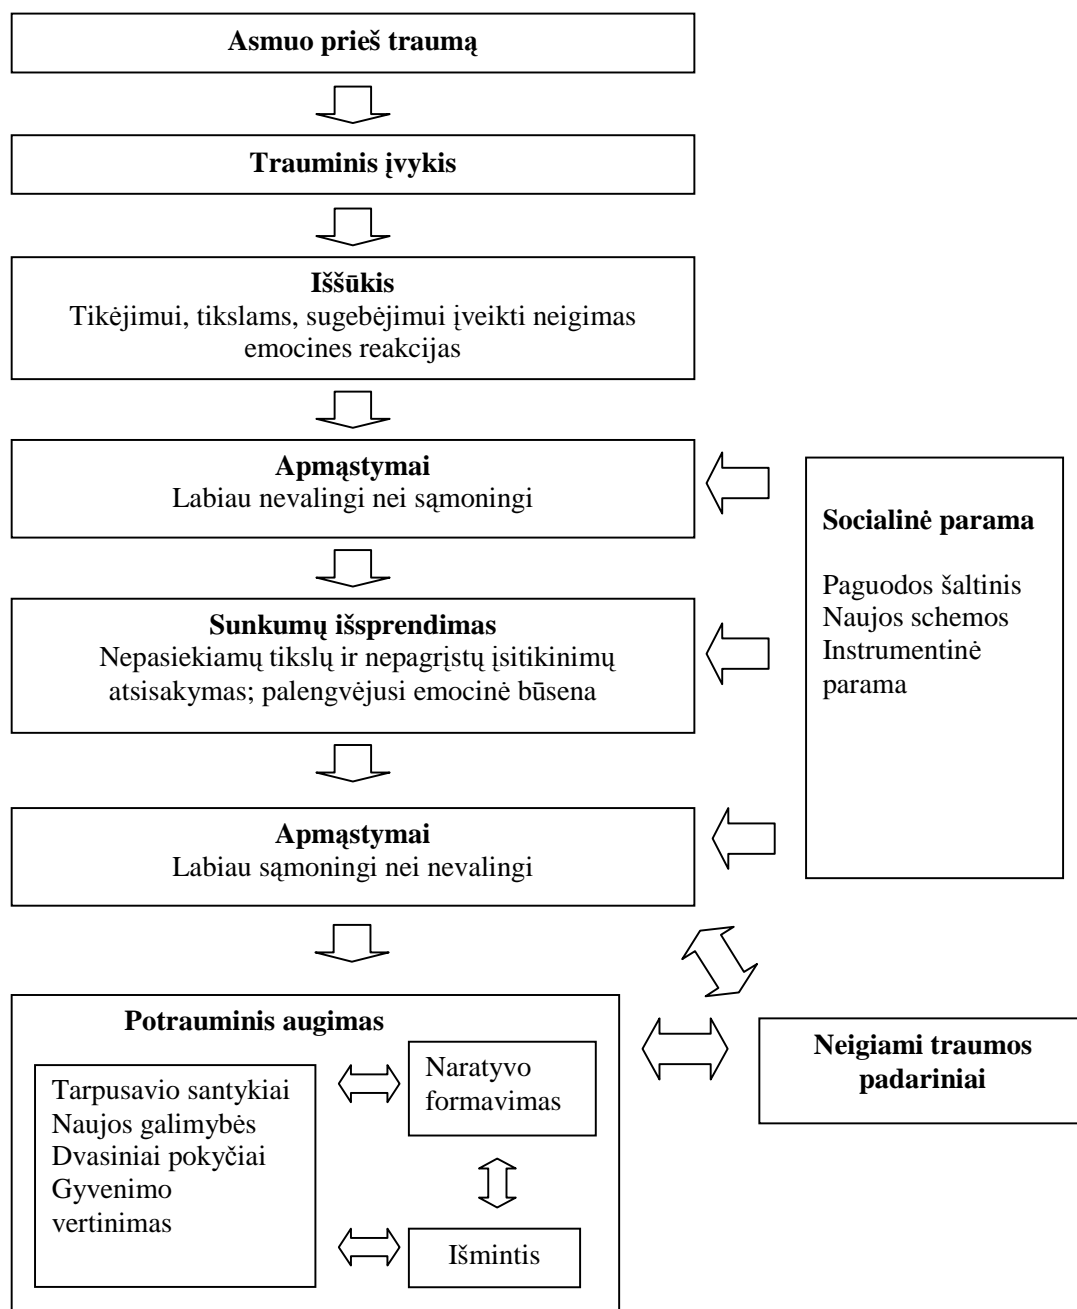 Asmuo prieš traumą
Trauminis įvykis
Iššūkis
Tikėjimui, tikslams, sugebėjimui įveikti neigimas
emocines reakcijas
Apmąstymai
Labiau nevalingi nei sąmoningi
Socialinė parama
Paguodos šaltinis
Naujos schemos
Instrumentinė
parama
Sunkumų išsprendimas
Nepasiekiamų tikslų ir nepagrįstų įsitikinimų
atsisakymas; palengvėjusi emocinė būsena
Apmąstymai
Labiau sąmoningi nei nevalingi
Potrauminis augimas
Tarpusavio santykiai
Naujos galimybės
Dvasiniai pokyčiai
Gyvenimo
vertinimas
Naratyvo
formavimas
Išmintis
Neigiami traumos
padariniai